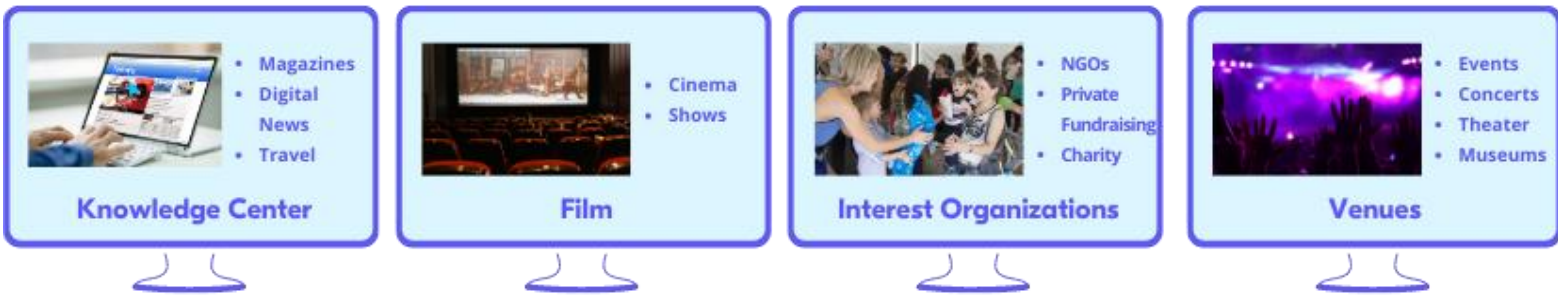 News
• Magazines
• Digital
News
• Travel
Knowledge Center
• Cinema
• Shows
Film
• NGOs
• Private
Fundraising
• Charity
Interest Organizations
• Events
• Concerts
• Theater
• Museums
Venues